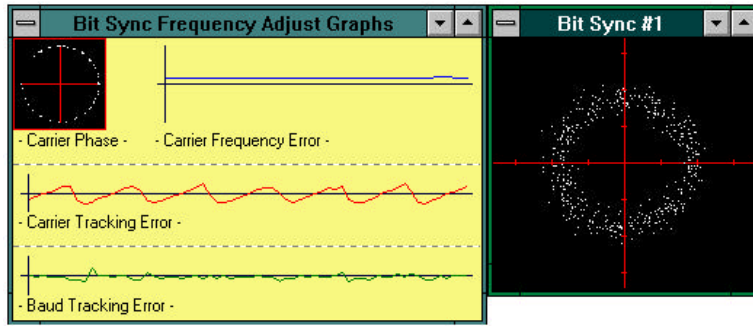 Bit Sync Frequency Adjust Graphs
Bit Sync #1
- Carrier Phase -
- Carrier Frequency Error -
- Carrier Tracking Error -
- Baud Tracking Error -